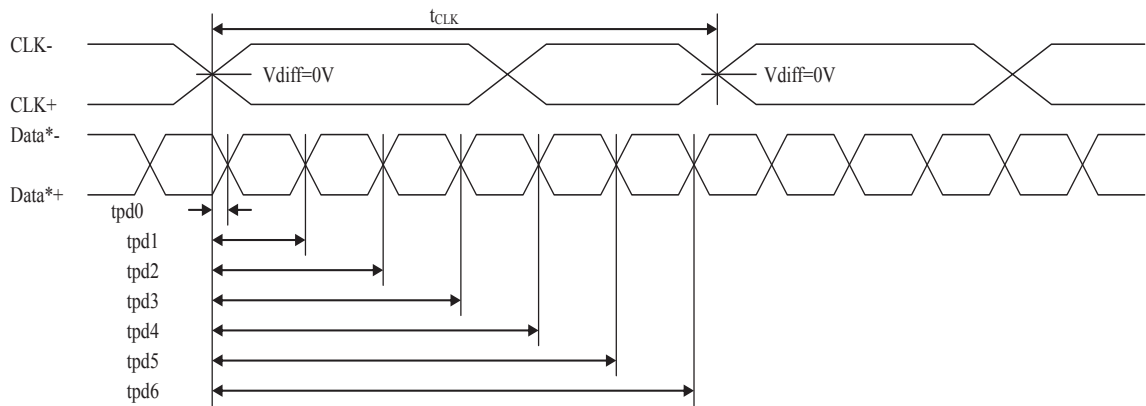 tCLK
CLK-
Vdiff=0V
Vdiff=0V
CLK+
Data*-
Data*+
tpd0
tpd1
tpd2
tpd3
tpd4
tpd5
tpd6